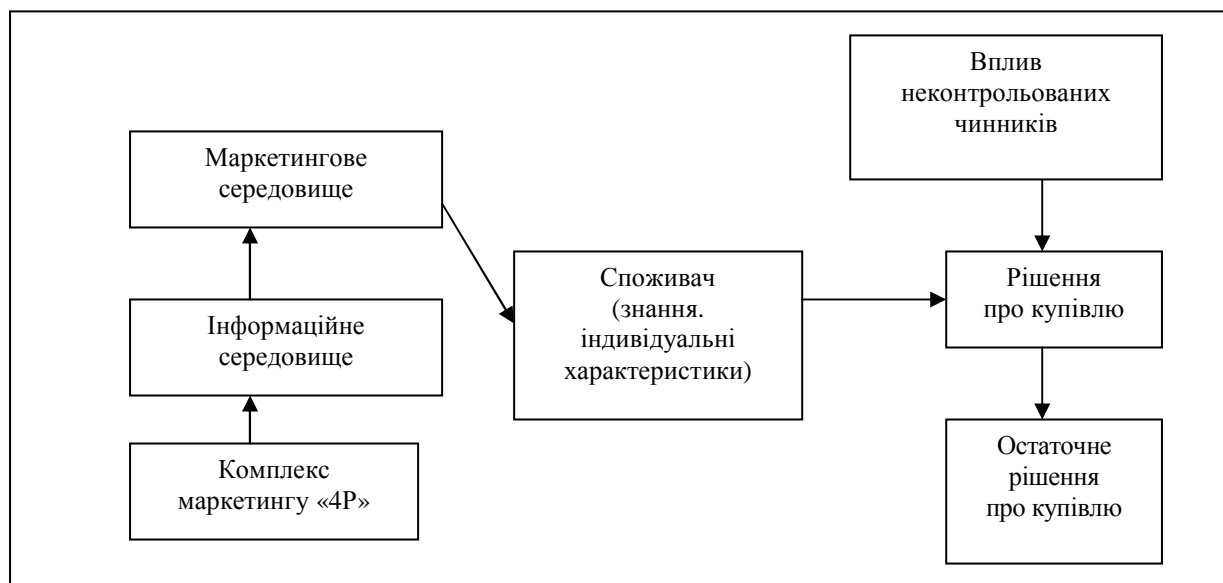 Вплив
неконтрольованих
чинників
Маркетингове
середовище
Споживач
(знання.
індивідуальні
характеристики)
Рішення
про купівлю
Інформаційне
середовище
Остаточне
рішення
про купівлю
Комплекс
маркетингу «4Р»